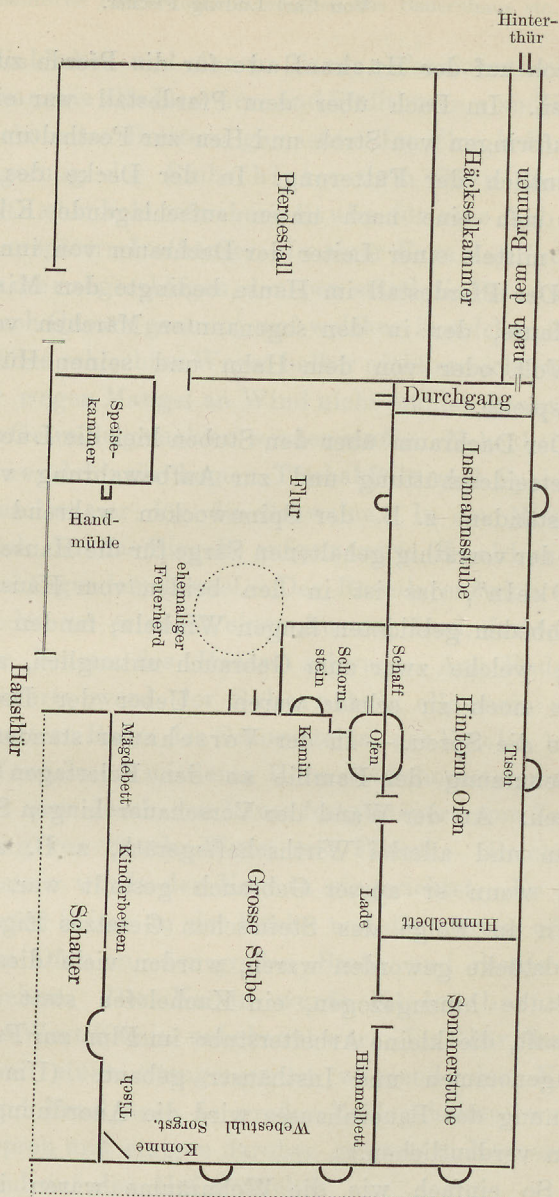 Hinter-
thür
Häckselkammer
nach dem Brunnen
Pferdestall
Durchgang
Speise-
kammer
Flur
Instmannsstube
Hand-
mühle
ehemaliger
Feuerherd
Schorn
stein
Schaff
Hausthür
Kamin
Ofen
Hinterm Ofen
Tisch
Mägdebett
Kinderbetten
Grosse Stube
Lade
Himmelbett
Schauer
Sommerstube
Tisch
Webestuhl Sorgst.
Himmelbett
Komme